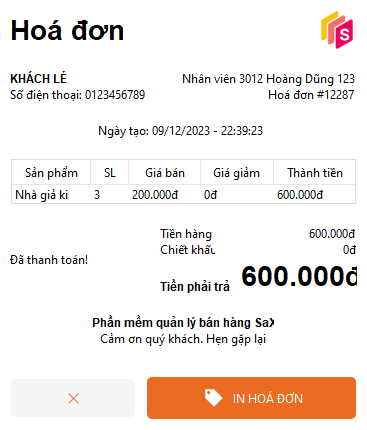 Hoá đơn
S
KHÁCH LẺ
Nhân viên 3012 Hoàng Dũng 123
Số điện thoại: 0123456789
Hoá đơn #12287
Ngày tạo: 09/12/2023 - 22:39:23
Sản phẩm SL Giá bán Giá giảm Thành tiền
Nhà giả ki 3 200.000đ 0đ 600.000đ
Tiền hàng 600.000đ
Chiết khấu 0đ
Đã thanh toán!
Tiền phải trả 600.000đ
Phần mềm quản lý bán hàng Sa
Cảm ơn quý khách. Hẹn gặp lại
IN HOÁ ĐƠN